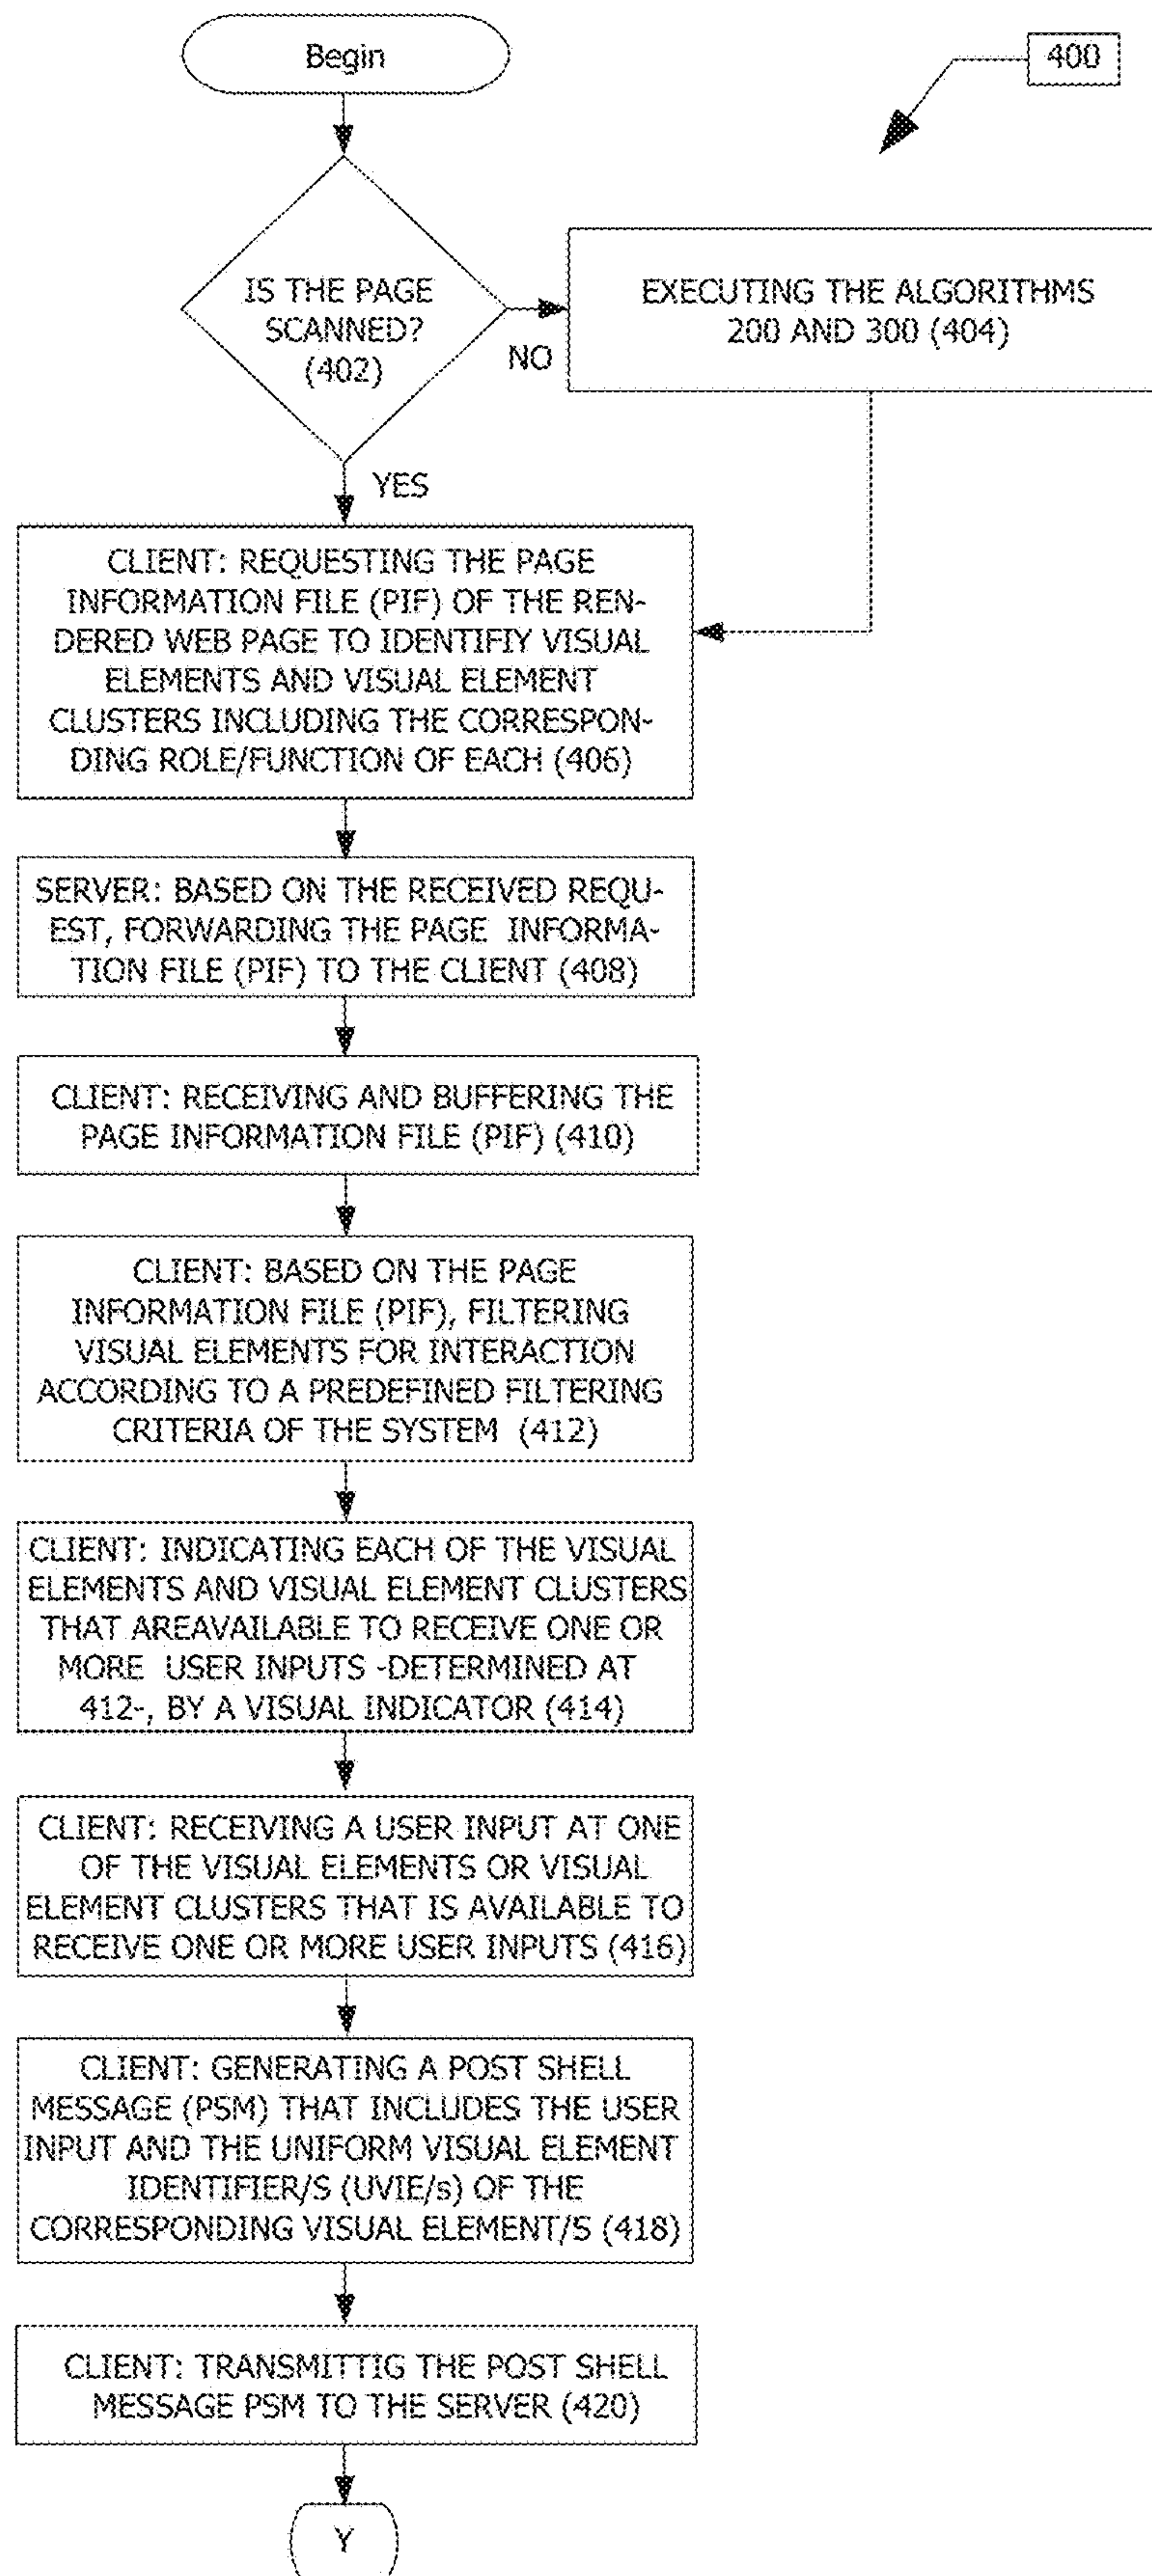 Begin
400
IS THE PAGE
SCANNED?
(402)
NO
EXECUTING THE ALGORITHMS
200 AND 300 (404)
YES
CLIENT: REQUESTING THE PAGE
INFORMATION FILE (PIF) OF THE REN-
DERED WEB PAGE TO IDENTIFIY VISUAL
ELEMENTS AND VISUAL ELEMENT
CLUSTERS INCLUDING THE CORRESPON-
DING ROLE/FUNCTION OF EACH (406)
SERVER: BASED ON THE RECEIVED REQU-
EST, FORWARDING THE PAGE INFORMA-
TION FILE (PIF) TO THE CLIENT (408)
CLIENT: RECEIVING AND BUFFERING THE
PAGE INFORMATION FILE (PIF) (410)
CLIENT: BASED ON THE PAGE
INFORMATION FILE (PIF), FILTERING
VISUAL ELEMENTS FOR INTERACTION
ACCORDING TO A PREDEFINED FILTERING
CRITERIA OF THE SYSTEM (412)
CLIENT: INDICATING EACH OF THE VISUAL
ELEMENTS AND VISUAL ELEMENT CLUSTERS
THAT AREAVAILABLE TO RECEIVE ONE OR
MORE USER INPUTS -DETERMINED AT
412-, BY A VISUAL INDICATOR (414)
CLIENT: RECEIVING A USER INPUT AT ONE
OF THE VISUAL ELEMENTS OR VISUAL
ELEMENT CLUSTERS THAT IS AVAILABLE TO
RECEIVE ONE OR MORE USER INPUTS (416)
CLIENT: GENERATING A POST SHELL
MESSAGE (PSM) THAT INCLUDES THE USER
INPUT AND THE UNIFORM VISUAL ELEMENT
IDENTIFIER/S (UVIE/s) OF THE
CORRESPONDING VISUAL ELEMENT/S (418)
CLIENT: TRANSMITTIG THE POST SHELL
MESSAGE PSM TO THE SERVER (420)
Y